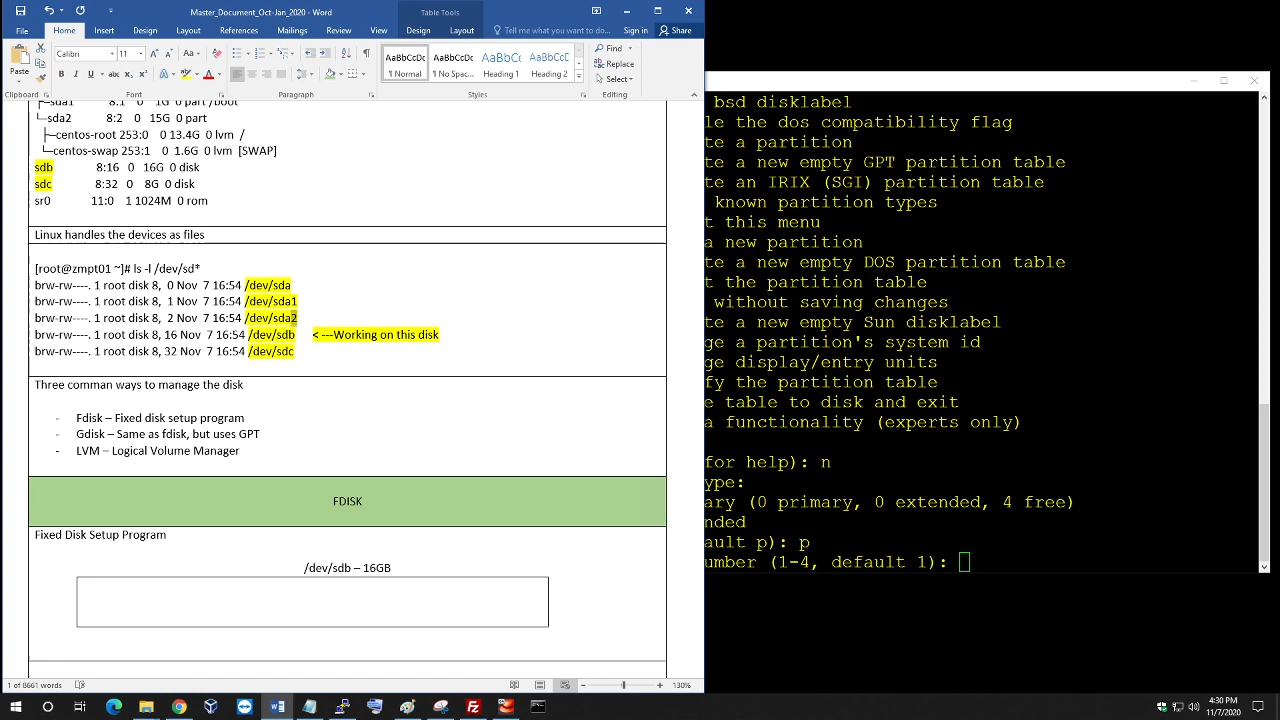 Master_Document_Oct-Jan_2020 - Word
Table Tools
File Home Insert Draw Design Layout References Mailings Review View Design Layout Tell me what you want to do... Sign in Share
Paste
Calibri 11
AaBbCcDc AaBbCcDc AaBbCc AaBbCcD
¶ Normal ¶ No Spac... Heading 1 Heading 2
Find
Replace
Select
Clipboard Font Paragraph Styles Editing
├─sda1 8:1 0 1G 0 part /boot
└─sda2 8:2 0 15G 0 part
├─centos-root 253:0 0 13.4G 0 lvm /
└─centos-swap 253:1 0 1.6G 0 lvm [SWAP]
sdb 8:16 0 16G 0 disk
sdc 8:32 0 8G 0 disk
sr0 11:0 1 1024M 0 rom
Linux handles the devices as files
[root@zmpt01 ~]# ls -l /dev/sd*
brw-rw----. 1 root disk 8, 0 Nov 7 16:54 /dev/sda
brw-rw----. 1 root disk 8, 1 Nov 7 16:54 /dev/sda1
brw-rw----. 1 root disk 8, 2 Nov 7 16:54 /dev/sda2
brw-rw----. 1 root disk 8, 16 Nov 7 16:54 /dev/sdb < ---Working on this disk
brw-rw----. 1 root disk 8, 32 Nov 7 16:54 /dev/sdc
Three comman ways to manage the disk
- Fdisk – Fixed disk setup program
- Gdisk – Same as fdisk, but uses GPT
- LVM – Logical Volume Manager
FDISK
Fixed Disk Setup Program
/dev/sdb – 16GB
1 of 8661 words
130%
bsd disklabel
le the dos compatibility flag
te a partition
te a new empty GPT partition table
te an IRIX (SGI) partition table
known partition types
t this menu
a new partition
te a new empty DOS partition table
t the partition table
without saving changes
te a new empty Sun disklabel
ge a partition's system id
ge display/entry units
fy the partition table
e table to disk and exit
a functionality (experts only)
for help): n
ype:
ary (0 primary, 0 extended, 4 free)
nded
ault p): p
umber (1-4, default 1):
4:30 PM
11/7/2020